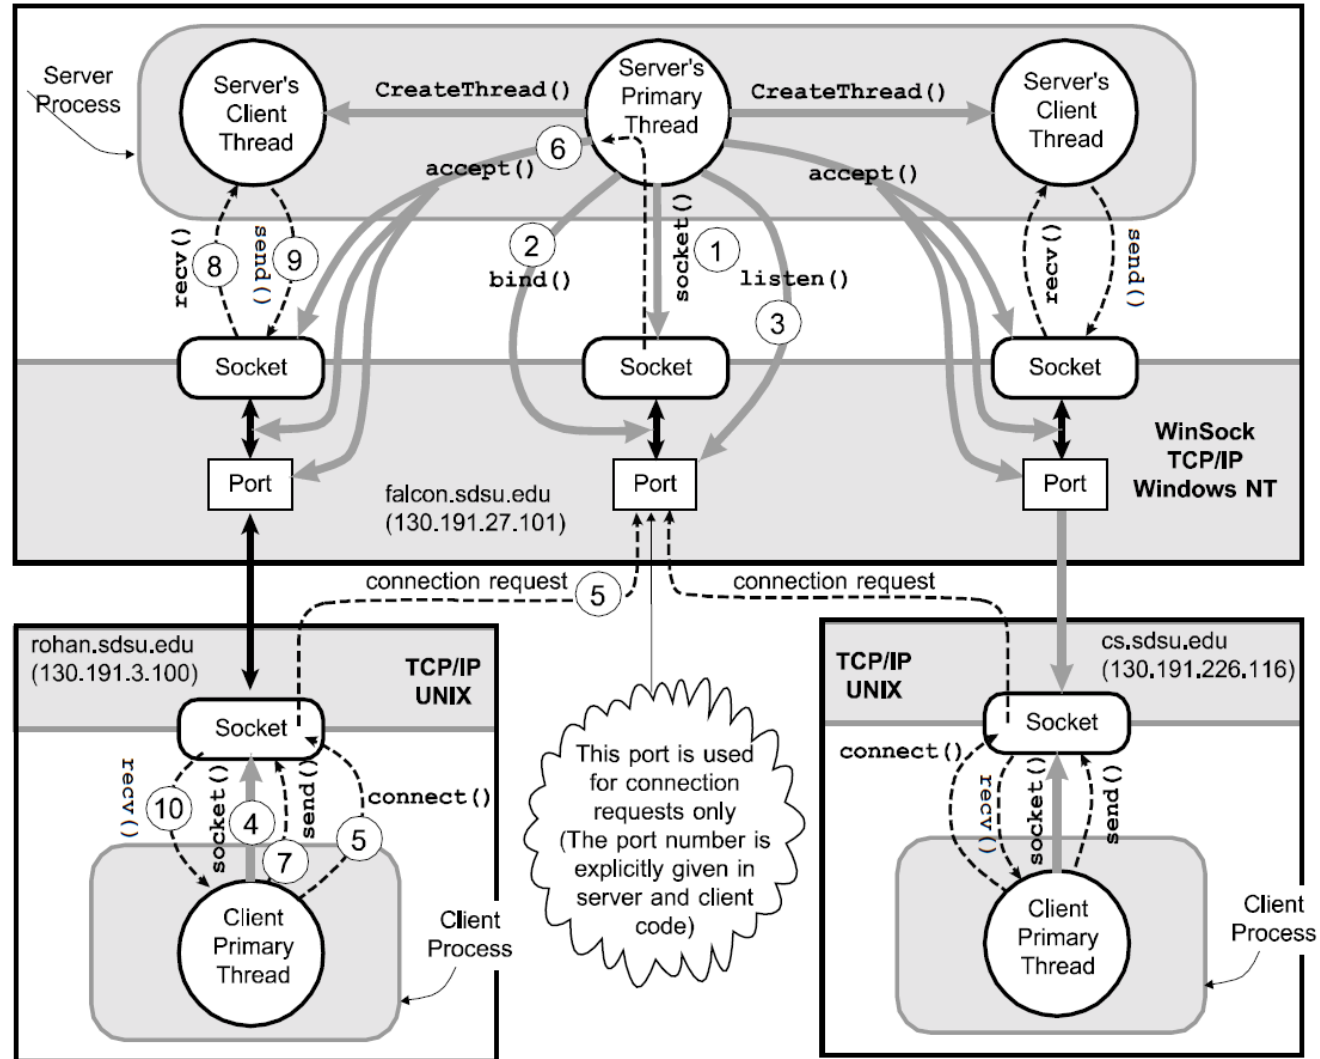 Server
Process
Server's
Client
Thread
CreateThread()
Server's
Primary
Thread
CreateThread()
Server's
Client
Thread
6
accept()
accept()
recv()
8
send()
9
2
bind()
socket()
1
listen()
3
recv()
send()
Socket
Socket
Socket
WinSock
TCP/IP
Windows NT
Port
Port
Port
falcon.sdsu.edu
(130.191.27.101)
connection request
5
connection request
rohan.sdsu.edu
(130.191.3.100)
TCP/IP
UNIX
Socket
recv()
10
socket()
4
7
send()
5
connect()
Client
Primary
Thread
Client
Process
This port is used
for connection
requests only
(The port number is
explicitly given in
server and client
code)
TCP/IP
UNIX
cs.sdsu.edu
(130.191.226.116)
Socket
connect()
recv()
socket()
send()
Client
Primary
Thread
Client
Process